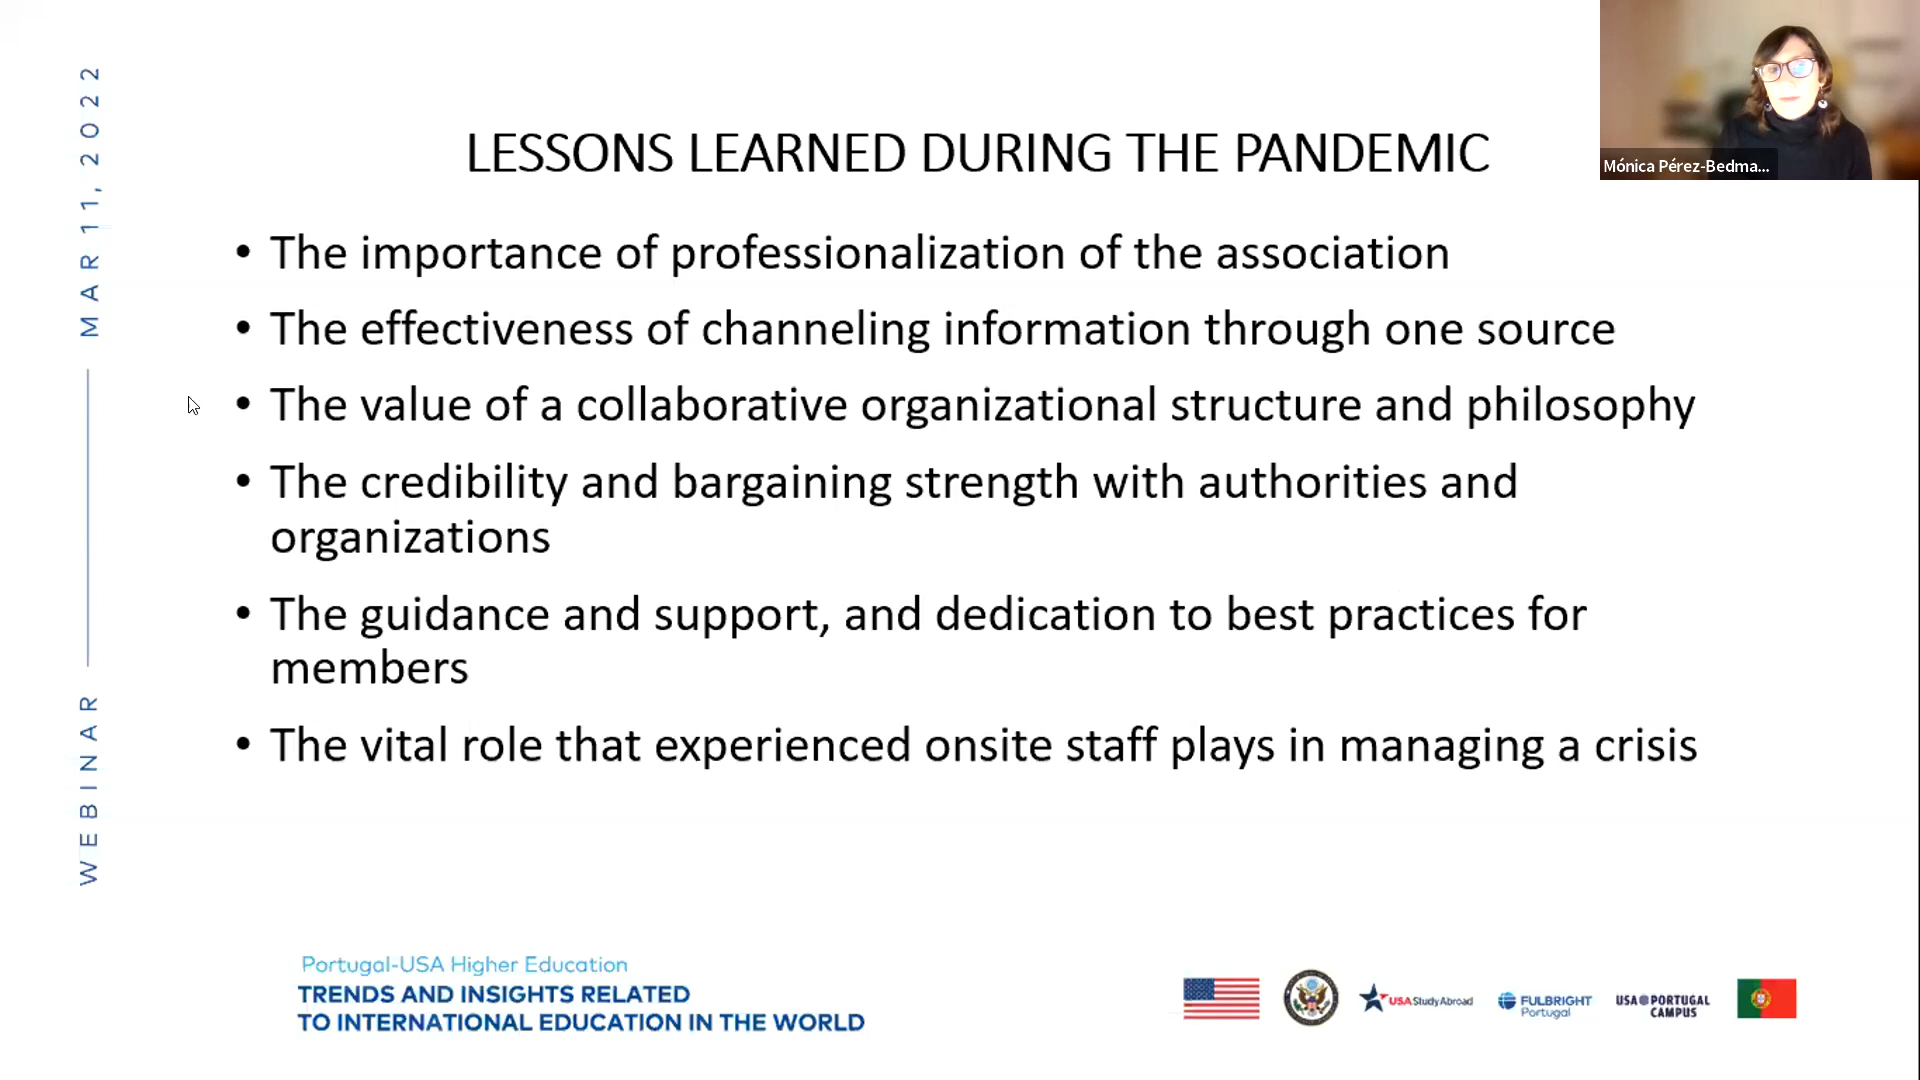 MAR 11, 2022
WEBINAR
LESSONS LEARNED DURING THE PANDEMIC
• The importance of professionalization of the association
• The effectiveness of channeling information through one source
• The value of a collaborative organizational structure and philosophy
• The credibility and bargaining strength with authorities and
organizations
• The guidance and support, and dedication to best practices for
members
• The vital role that experienced onsite staff plays in managing a crisis
Mónica Pérez-Bedma...
Portugal-USA Higher Education
TRENDS AND INSIGHTS RELATED
TO INTERNATIONAL EDUCATION IN THE WORLD
USA StudyAbroad
FULBRIGHT
Portugal
USA PORTUGAL
CAMPUS